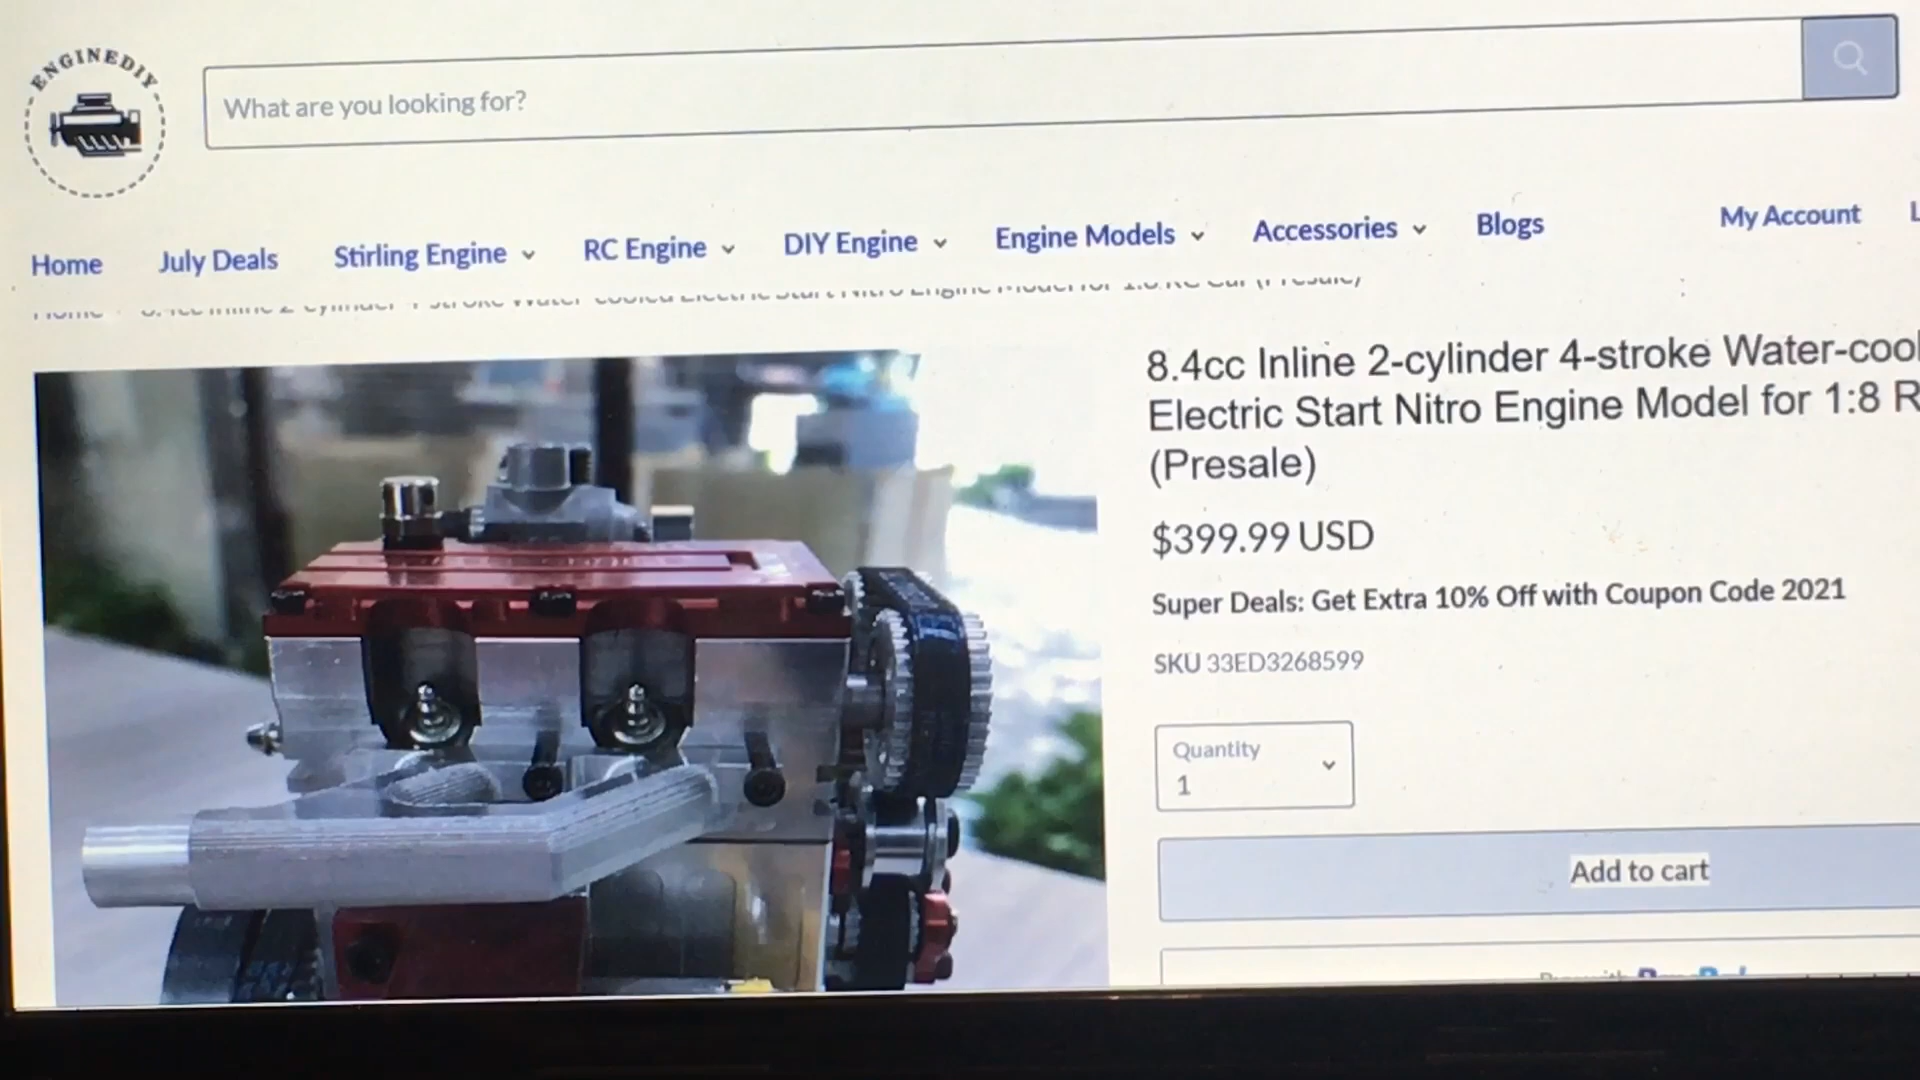 ENGINEDIY
What are you looking for?
Home July Deals Stirling Engine RC Engine DIY Engine Engine Models Accessories Blogs My Account
8.4cc Inline 2-cylinder 4-stroke
Electric Start Nitro Engine Model for 1:8
(Presale)
$399.99 USD
Super Deals: Get Extra 10% Off with Coupon Code 2021
SKU 33ED3268599
Quantity
1
Add to cart